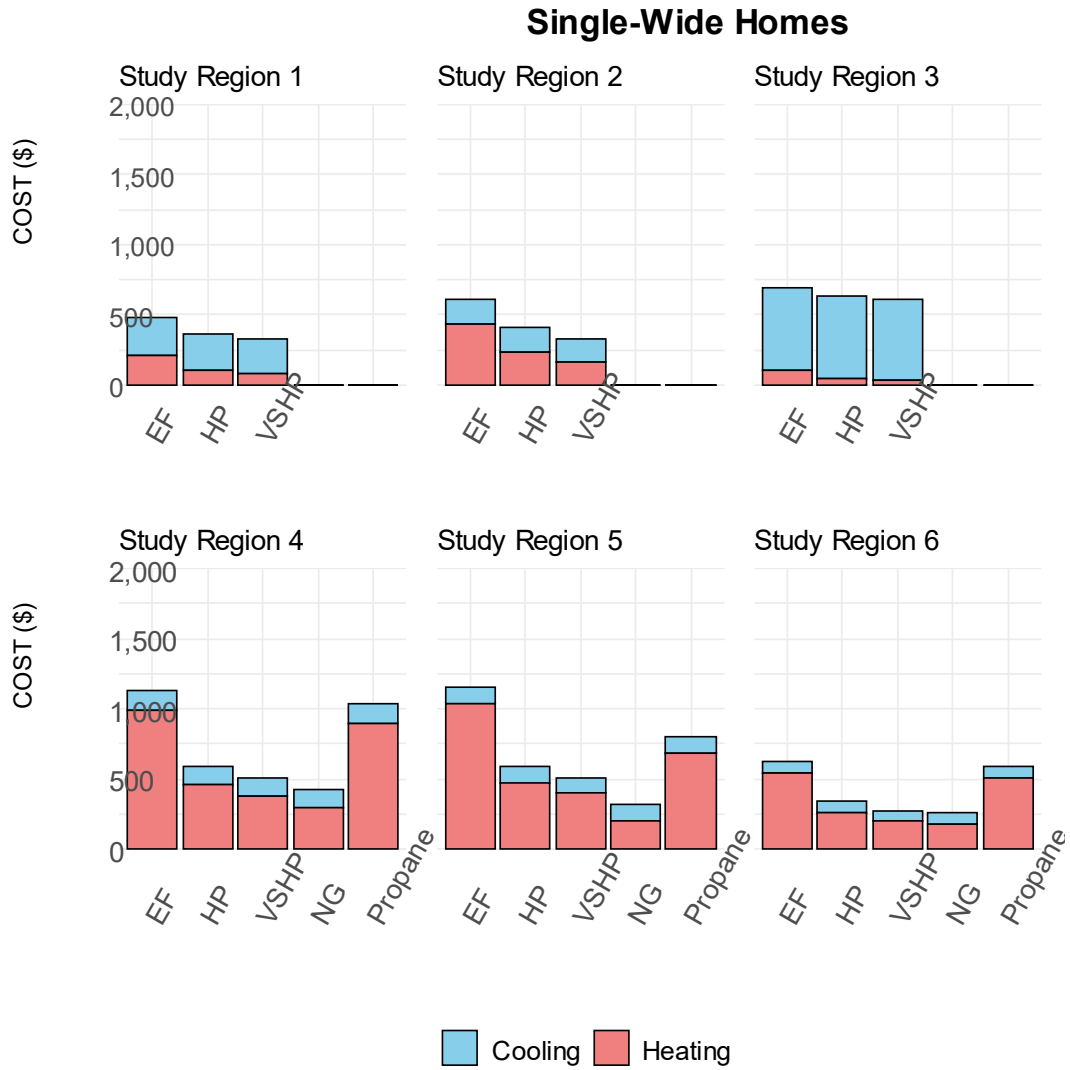 Single-Wide Homes
Study Region 1
Study Region 2
Study Region 3
COST ($)
2,000
1,500
1,000
500
0
EF HP VSHP
EF HP VSHP
EF HP VSHP
Study Region 4
Study Region 5
Study Region 6
COST ($)
2,000
1,500
1,000
500
0
EF HP VSHP NG Propane
EF HP VSHP NG Propane
EF HP VSHP NG Propane
Cooling
Heating